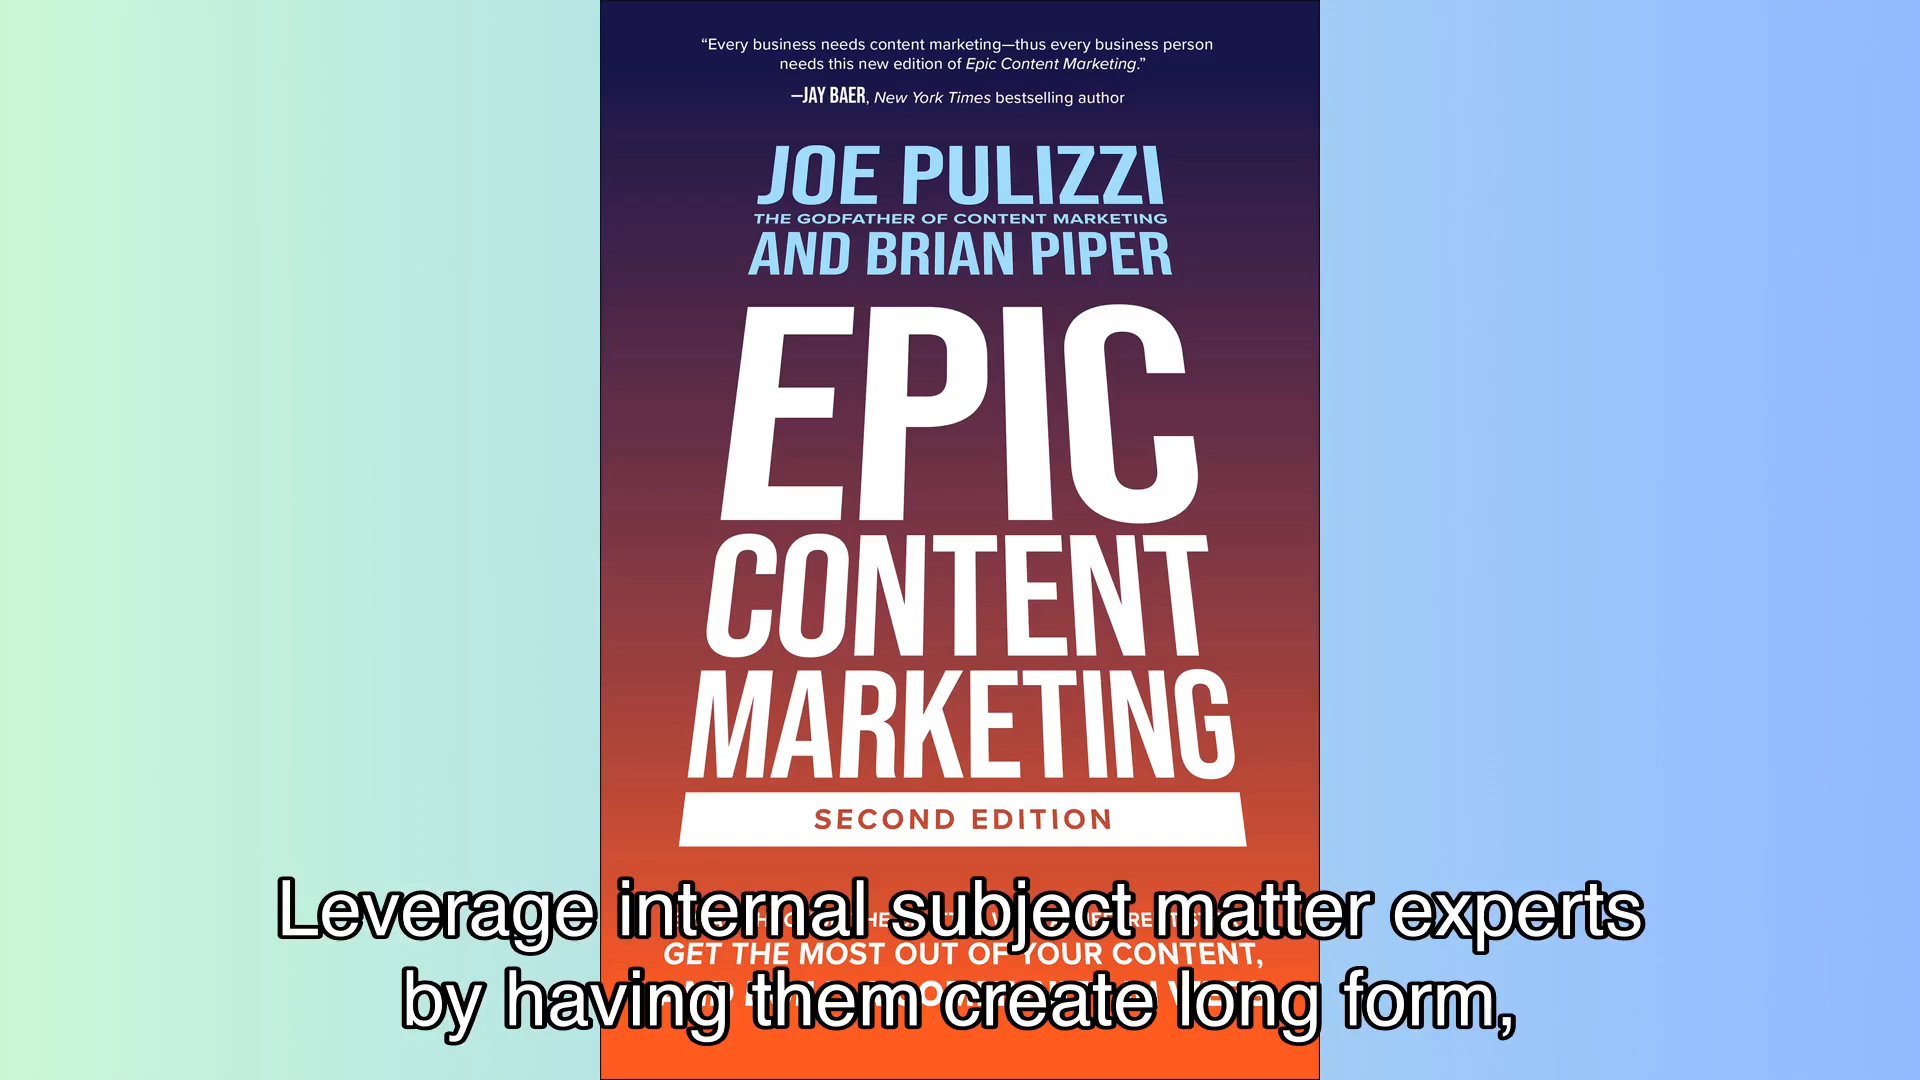 “Every business needs content marketing—thus every business person
needs this new edition of Epic Content Marketing.”
—JAY BAER, New York Times bestselling author
JOE PULIZZI
THE GODFATHER OF CONTENT MARKETING
AND BRIAN PIPER
EPIC
CONTENT
MARKETING
SECOND EDITION
GET THE MOST OUT OF YOUR CONTENT,
Leverage internal subject matter experts
by having them create long form,